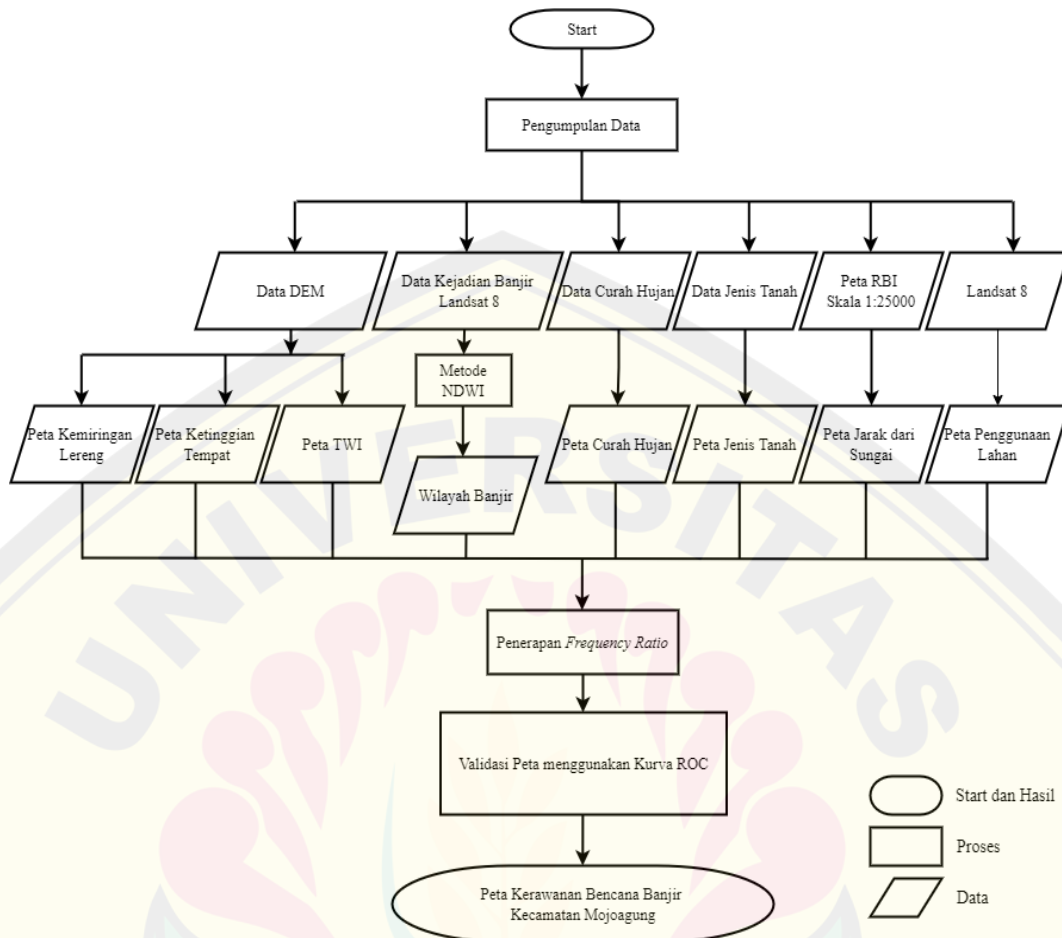 Start
Pengumpulan Data
Data DEM
Data Kejadian Banjir
Landsat 8
Data Curah Hujan
Data Jenis Tanah
Peta RBI
Skala 1:25000
Landsat 8
Metode
NDWI
Peta Kemiringan
Lereng
Peta Ketinggian
Tempat
Peta TWI
Wilayah Banjir
Peta Curah Hujan
Peta Jenis Tanah
Peta Jarak dari
Sungai
Peta Penggunaan
Lahan
Penerapan Frequency Ratio
Validasi Peta menggunakan Kurva ROC
Peta Kerawanan Bencana Banjir
Kecamatan Mojoagung
Start dan Hasil
Proses
Data
UNIVERSITAS